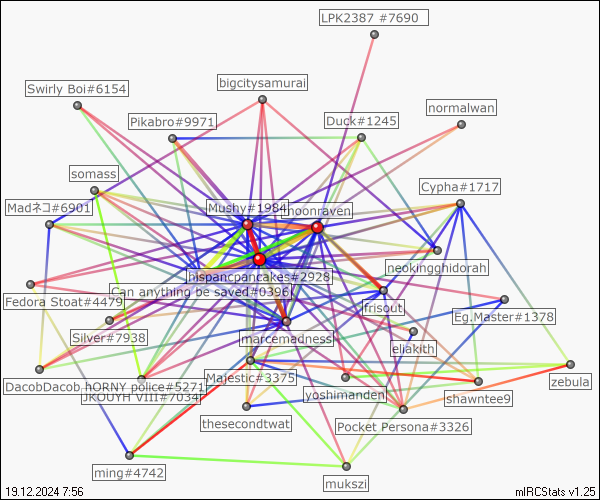 LPK2387 #7690
bigcitysamurai
Swirly Boi#6154
normalwan
Pikabro#9971
Duck#1245
somass
Cypha#1717
Madネコ#6901
Mushy#1984
moonraven
neokingghidorah
hispancpancakes#2928
Can anything be saved#0396
Fedora Stoat#4479
frisout
Eg.Master#1378
Silver#7938
marcemadness
eliakith
DacobDacob hORNY police#5271
Majestic#3375
zebula
JKOUYH VIII#7034
yoshimanden
shawntee9
thesecondtwat
Pocket Persona#3326
ming#4742
mukszi
19.12.2024 7:56
mIRCStats v1.25